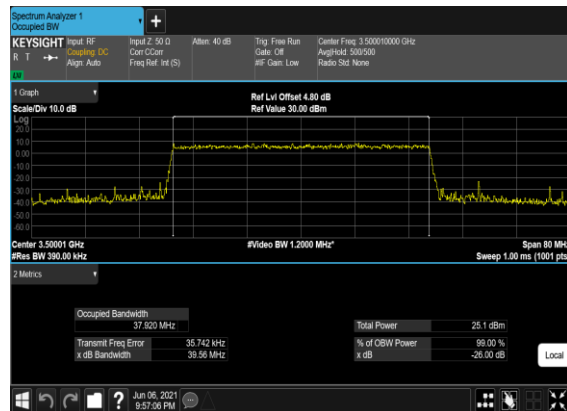 Spectrum Analyzer 1
Occupied BW
+
KEYSIGHT Input: RF Input Z: 50 Ω Atten: 40 dB Trig: Free Run Center Freq: 3.500010000 GHz
R T Coupling: DC Corr CCorr Gate: Off Avg|Hold: 500/500
Align: Auto Freq Ref: Int (S) #IF Gain: Low Radio Std: None
1 Graph
Ref Lvl Offset 4.80 dB
Scale/Div 10.0 dB Ref Value 30.00 dBm
Log
20.0
10.0
0.00
-10.0
-20.0
-30.0
-40.0
-50.0
-60.0
Center 3.50001 GHz #Video BW 1.2000 MHz* Span 80 MHz
#Res BW 390.00 kHz Sweep 1.00 ms (1001 pts)
2 Metrics
Occupied Bandwidth
37.920 MHz Total Power 25.1 dBm
Transmit Freq Error 35.742 kHz % of OBW Power 99.00 %
x dB Bandwidth 39.56 MHz x dB -26.00 dB
Local
? Jun 06, 2021
9:57:06 PM